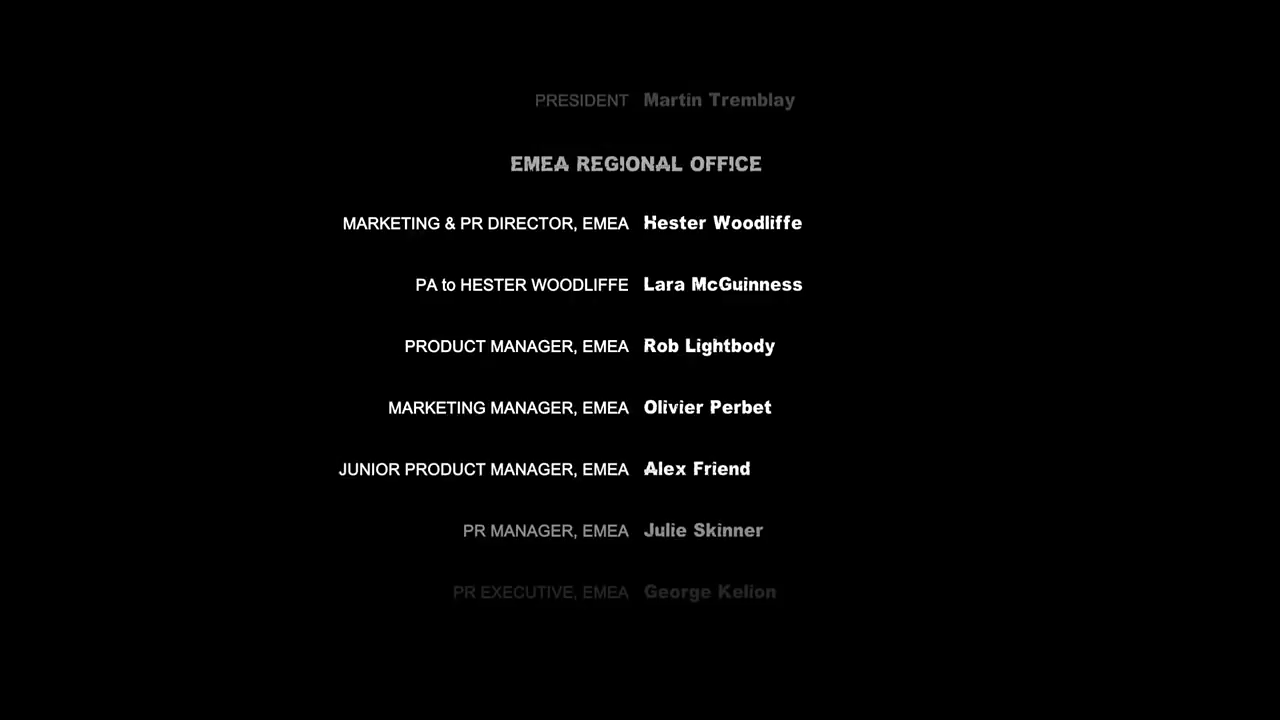 PRESIDENT Martin Tremblay
EMEA REGIONAL OFFICE
MARKETING & PR DIRECTOR, EMEA Hester Woodliffe
PA to HESTER WOODLIFFE Lara McGuinness
PRODUCT MANAGER, EMEA Rob Lightbody
MARKETING MANAGER, EMEA Olivier Perbet
JUNIOR PRODUCT MANAGER, EMEA Alex Friend
PR MANAGER, EMEA Julie Skinner
PR EXECUTIVE, EMEA George Kelion